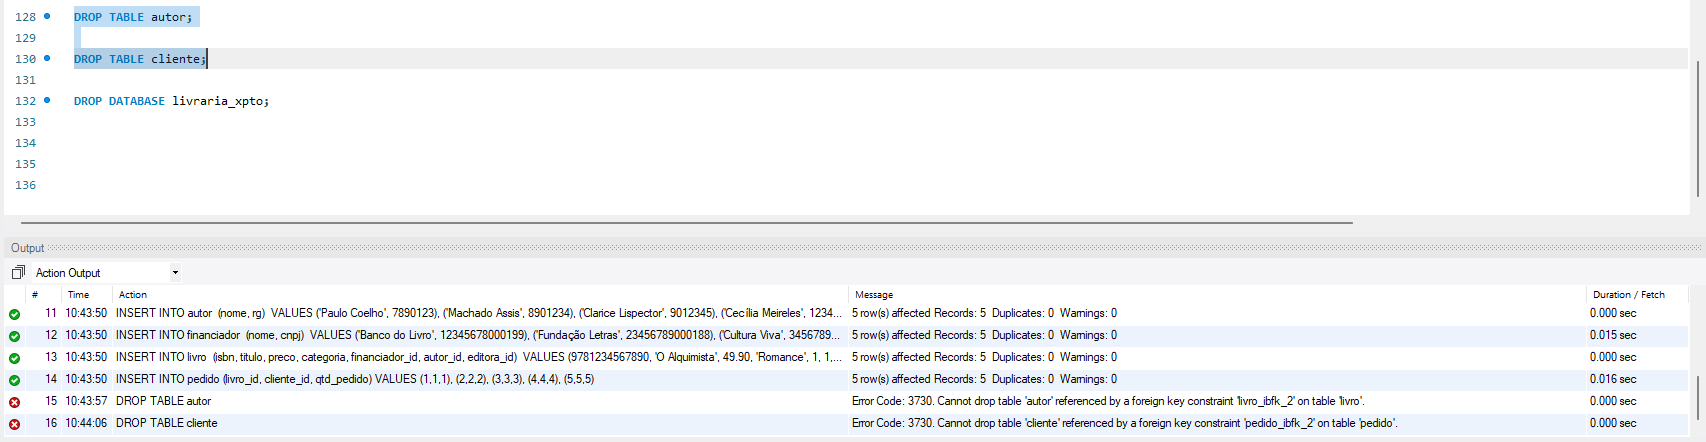 128 DROP TABLE autor;
129
130 DROP TABLE cliente;
131
132 DROP DATABASE livraria_xpto;
133
134
135
136
Output
Action Output
# Time Action Message Duration / Fetch
11 10:43:50 INSERT INTO autor (nome, rg) VALUES ('Paulo Coelho', 7890123), ('Machado Assis', 8901234), ('Clarice Lispector', 9012345), ('Cecília Meireles', 1234... 5 row(s) affected Records: 5 Duplicates: 0 Warnings: 0 0.000 sec
12 10:43:50 INSERT INTO financiador (nome, cnpj) VALUES ('Banco do Livro', 12345678000199), ('Fundação Letras', 23456789000188), ('Cultura Viva', 3456789... 5 row(s) affected Records: 5 Duplicates: 0 Warnings: 0 0.015 sec
13 10:43:50 INSERT INTO livro (isbn, titulo, preco, categoria, financiador_id, autor_id, editora_id) VALUES (9781234567890, 'O Alquimista', 49.90, 'Romance', 1, 1,... 5 row(s) affected Records: 5 Duplicates: 0 Warnings: 0 0.000 sec
14 10:43:50 INSERT INTO pedido (livro_id, cliente_id, qtd_pedido) VALUES (1,1,1), (2,2,2), (3,3,3), (4,4,4), (5,5,5) 5 row(s) affected Records: 5 Duplicates: 0 Warnings: 0 0.016 sec
15 10:43:57 DROP TABLE autor Error Code: 3730. Cannot drop table 'autor' referenced by a foreign key constraint 'livro_ibfk_2' on table 'livro'. 0.000 sec
16 10:44:06 DROP TABLE cliente Error Code: 3730. Cannot drop table 'cliente' referenced by a foreign key constraint 'pedido_ibfk_2' on table 'pedido'. 0.000 sec